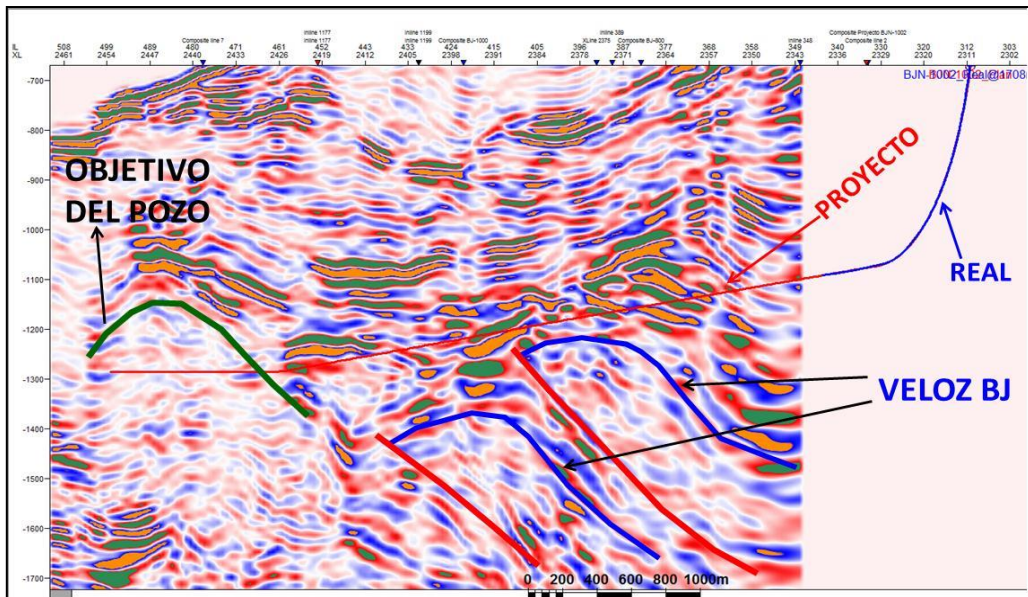 Inline 1177 Inline 1199 Inline 389 Composite Proyecto BJN-1002
Composite line 7 Inline 1177 Inline 1199 Composite BJ-1000 XLine 2375 Composite BJ-800 Inline 348 Composite line 2
IL 508 499 489 480 471 461 452 442 433 424 415 405 396 387 377 368 358 349 340 330 320 311 302
XL 2461 2454 2447 2440 2433 2426 2419 2412 2405 2398 2391 2384 2378 2371 2364 2357 2350 2343 2336 2329 2320 2311 2303
-700
-800
-900
-1000
-1100
-1200
-1300
-1400
-1500
-1600
-1700
OBJETIVO
DEL POZO
PROYECTO
REAL
VELOZ BJ
0 200 400 600 800 1000m